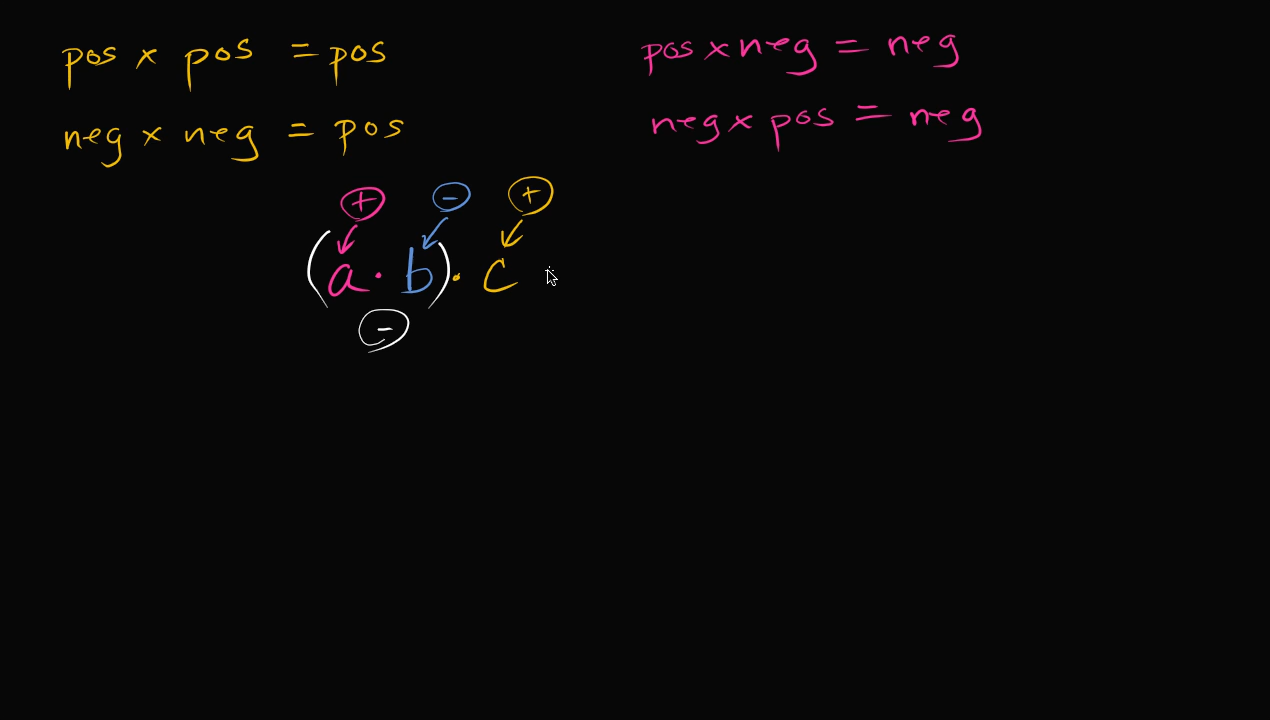 pos x pos = pos
pos x neg = neg
neg x neg = pos
neg x pos = neg
+ - +
(a · b) · c
-